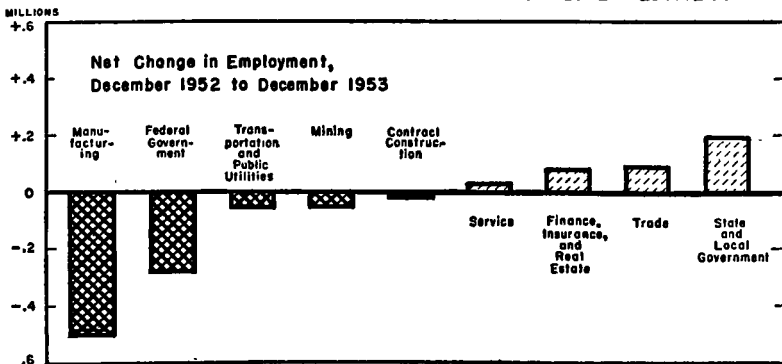 MILLIONS
+.6
Net Change in Employment,
December 1952 to December 1953
+.4
+.2
Manu-
factur-
ing
Federal
Govern-
ment
Trans-
portation
and
Public
Utilities
Mining
Contract
Construc-
tion
0
Service
Finance,
Insurance,
and
Real
Estate
Trade
State
and
Local
Government
-.2
-.4
.6